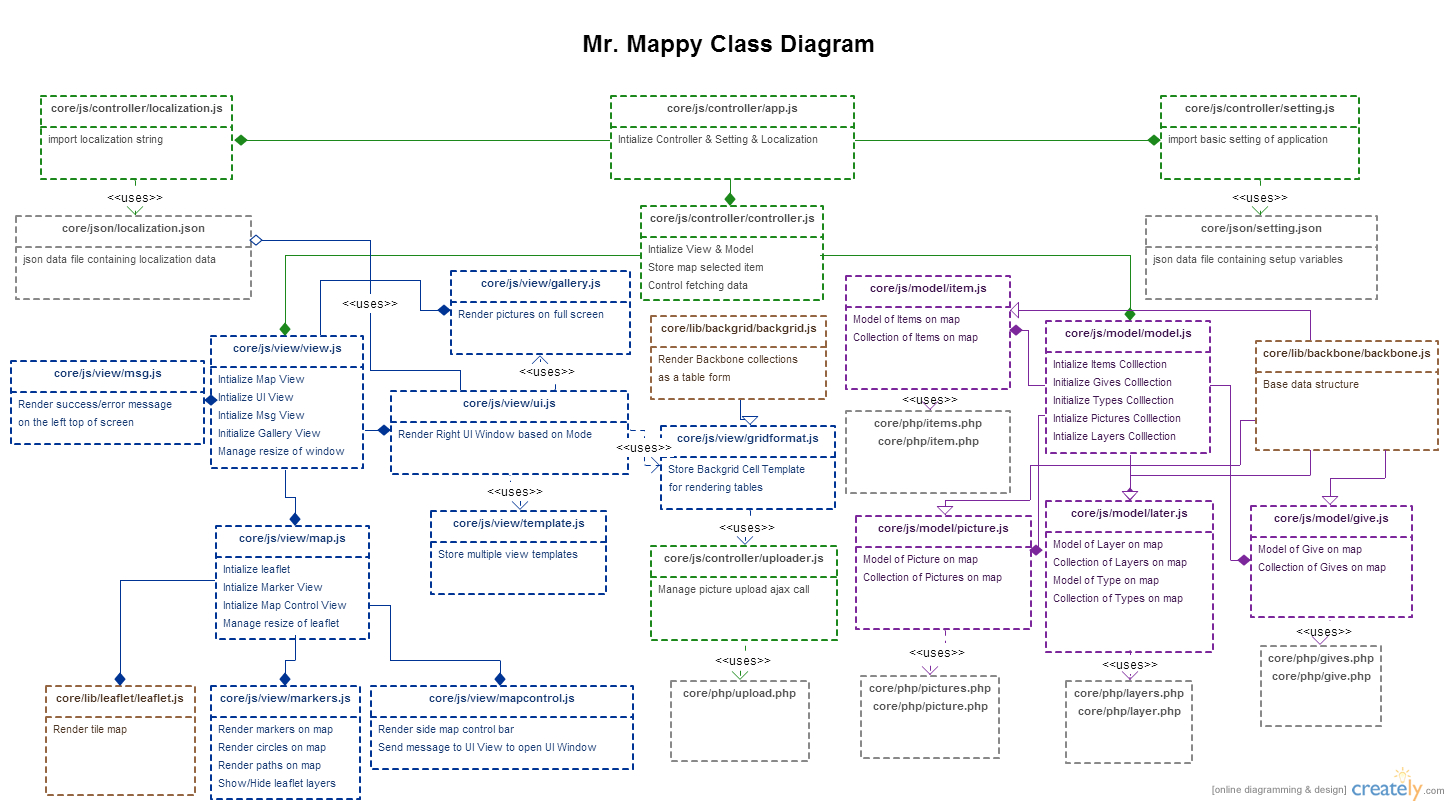 Mr. Mappy Class Diagram
core/js/controller/localization.js
import localization string
core/js/controller/app.js
Intialize Controller & Setting & Localization
core/js/controller/setting.js
import basic setting of application
<<uses>>
<<uses>>
core/json/localization.json
json data file containing localization data
core/js/controller/controller.js
Intialize View & Model
Store map selected item
Control fetching data
core/json/setting.json
json data file containing setup variables
<<uses>>
core/js/view/gallery.js
Render pictures on full screen
core/js/model/item.js
Model of Items on map
Collection of Items on map
core/lib/backgrid/backgrid.js
Render Backbone collections
as a table form
core/js/model/model.js
Intialize Items Colllection
Initialize Gives Colllection
Intialize Types Colllection
Intialize Pictures Colllection
Intialize Layers Colllection
core/lib/backbone/backbone.js
Base data structure
core/js/view/view.js
Intialize Map View
Intialize UI View
Intialize Msg View
Initialize Gallery View
Manage resize of window
core/js/view/msg.js
Render success/error message
on the left top of screen
<<uses>>
core/js/view/ui.js
Render Right UI Window based on Mode
<<uses>>
core/php/items.php
core/php/item.php
<<uses>>
core/js/view/gridformat.js
Store Backgrid Cell Template
for rendering tables
<<uses>>
core/js/view/template.js
Store multiple view templates
<<uses>>
core/js/controller/uploader.js
Manage picture upload ajax call
core/js/model/picture.js
Model of Picture on map
Collection of Pictures on map
core/js/model/later.js
Model of Layer on map
Collection of Layers on map
Model of Type on map
Collection of Types on map
core/js/model/give.js
Model of Give on map
Collection of Gives on map
core/js/view/map.js
Intialize leaflet
Intialize Marker View
Intialize Map Control View
Manage resize of leaflet
<<uses>>
<<uses>>
<<uses>>
<<uses>>
core/lib/leaflet/leaflet.js
Render tile map
core/js/view/markers.js
Render markers on map
Render circles on map
Render paths on map
Show/Hide leaflet layers
core/js/view/mapcontrol.js
Render side map control bar
Send message to UI View to open UI Window
core/php/upload.php
core/php/pictures.php
core/php/picture.php
core/php/layers.php
core/php/layer.php
core/php/gives.php
core/php/give.php
[online diagramming & design] creately.com